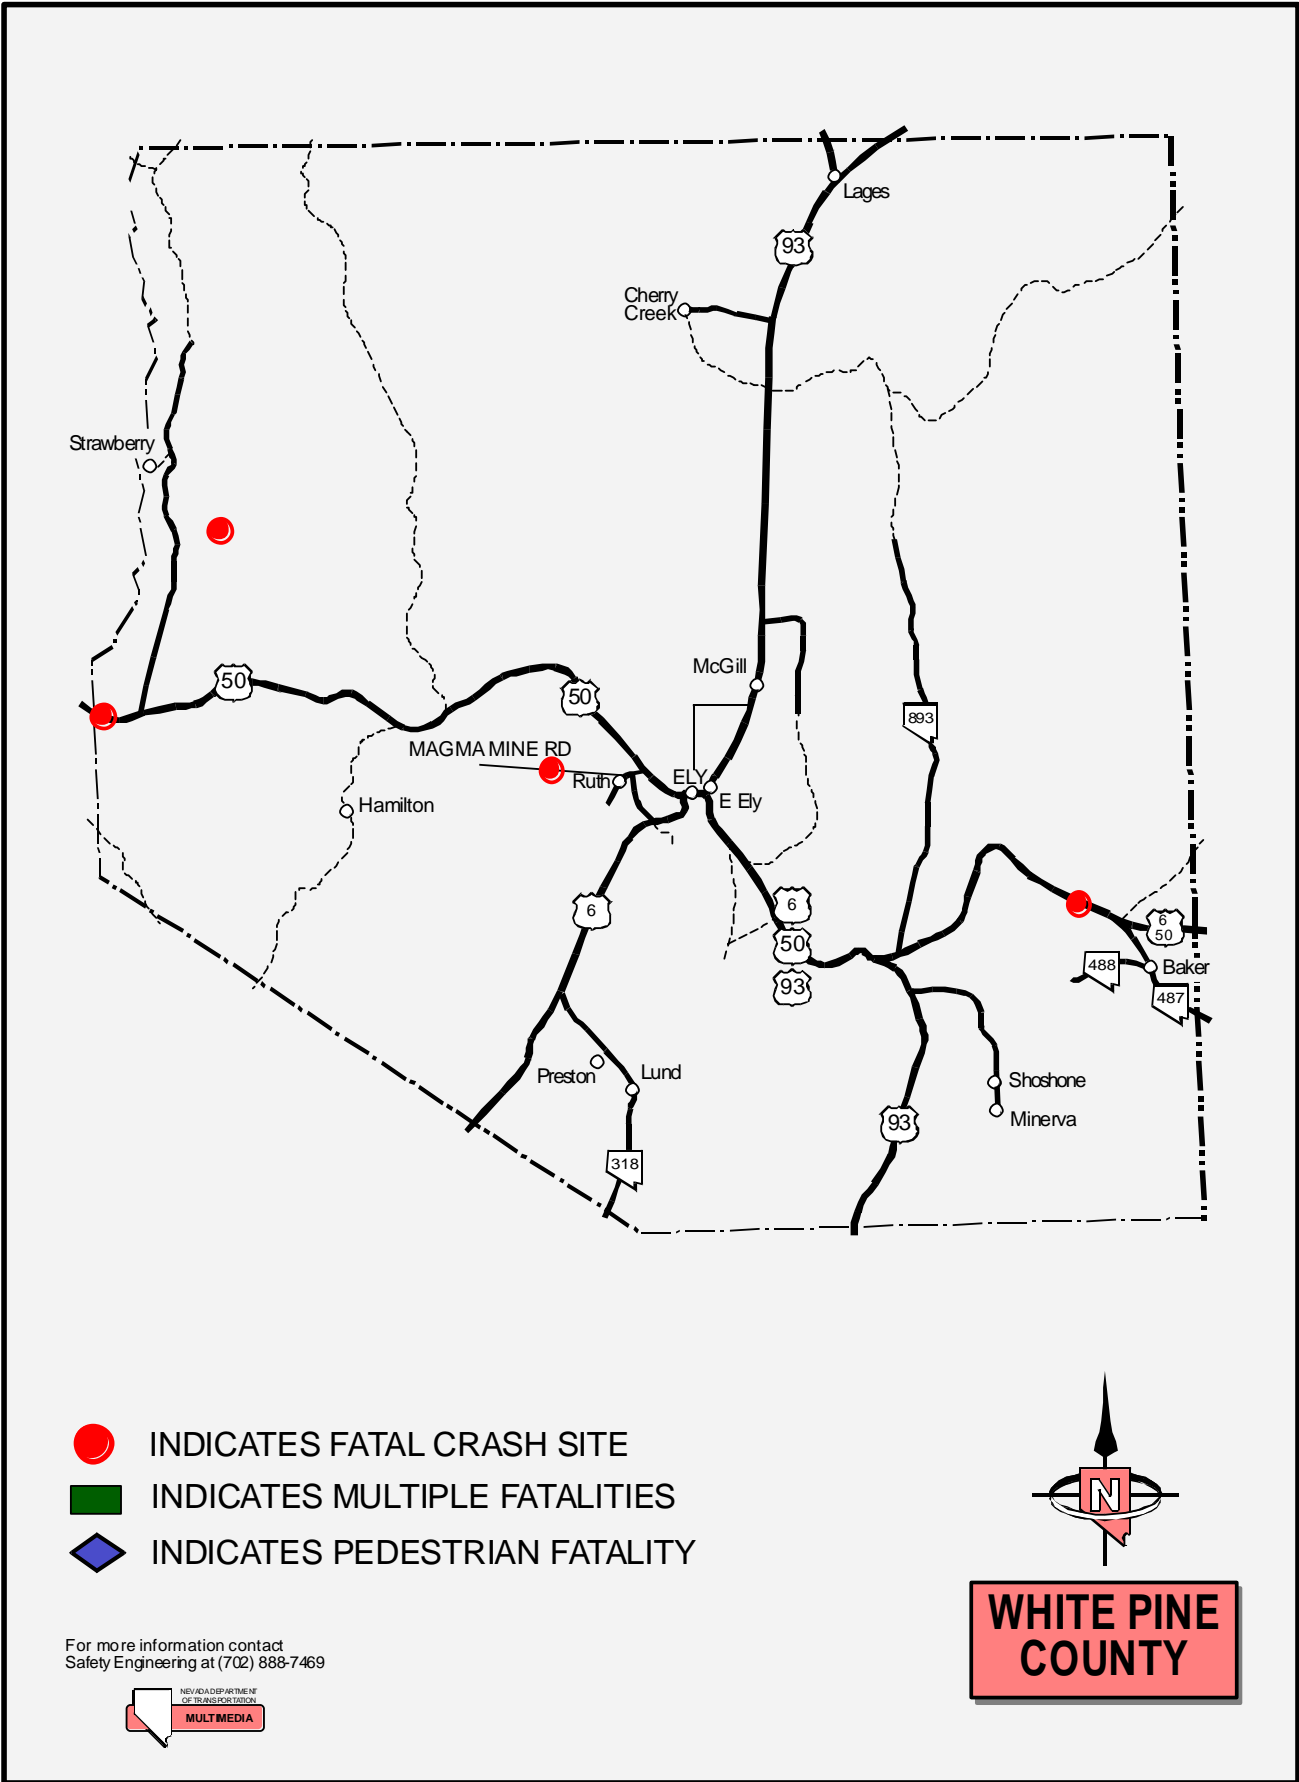 Lages
93
Cherry
Creek
Strawberry
McGill
50
50
893
MAGMA MINE RD
Ruth
ELY
E Ely
Hamilton
6
6
50
93
6
50
488
Baker
487
Preston
Lund
Shoshone
Minerva
93
318
INDICATES FATAL CRASH SITE
INDICATES MULTIPLE FATALITIES
INDICATES PEDESTRIAN FATALITY
N
WHITE PINE
COUNTY
For more information contact
Safety Engineering at (702) 888-7469
NEVADA DEPARTMENT
OF TRANSPORTATION
MULTIMEDIA